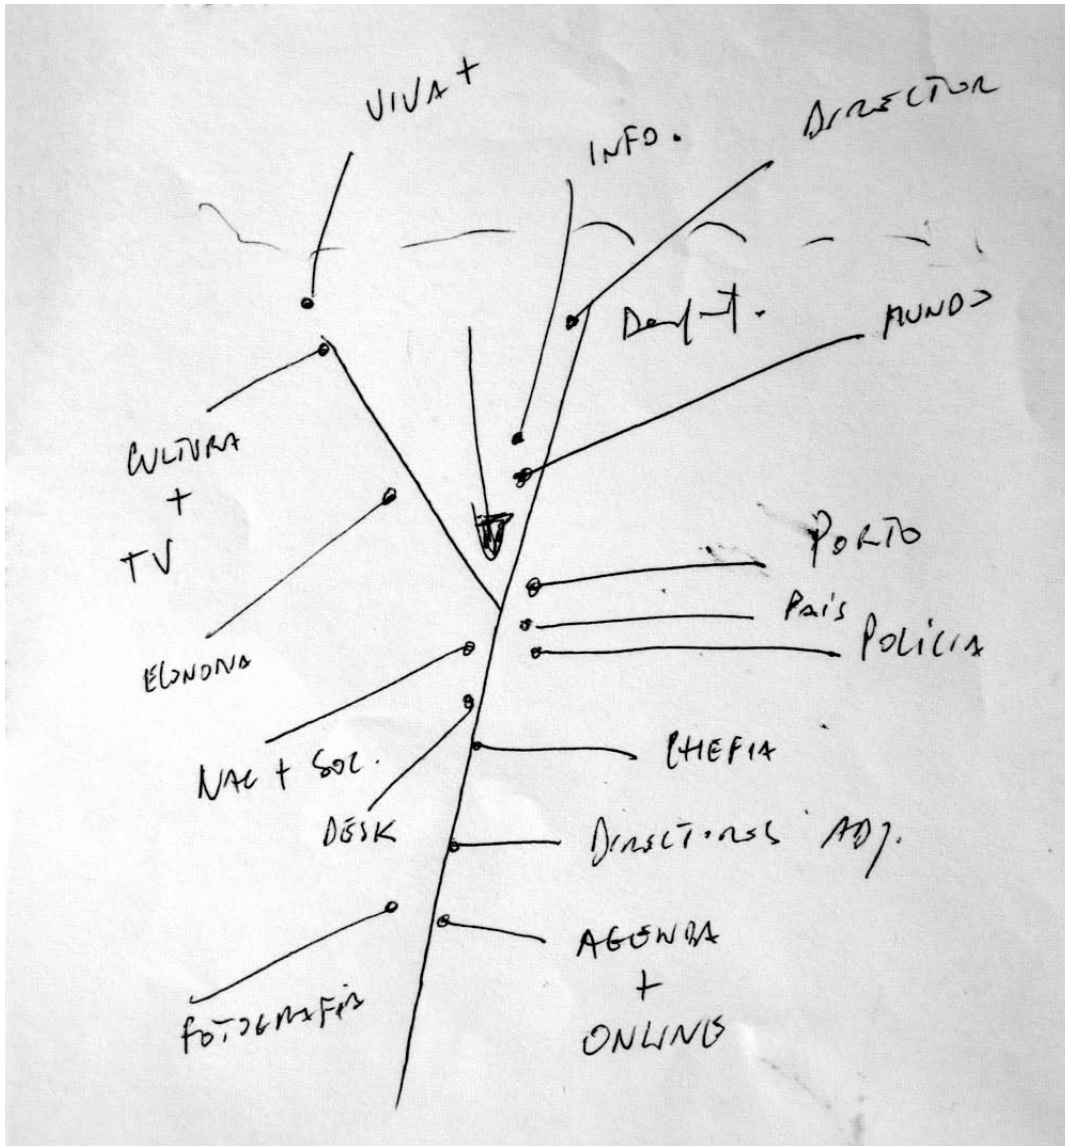 VIVA +
INFO.
DIRECTOR
MUNDO
CULTURA
+
TV
PORTO
PAÍS
POLÍCIA
ECONOMIA
NAC + SOC.
DESK
CHEFIA
DIRECTORES ADJ.
FOTOGRAFIA
AGENDA
+
ONLINE